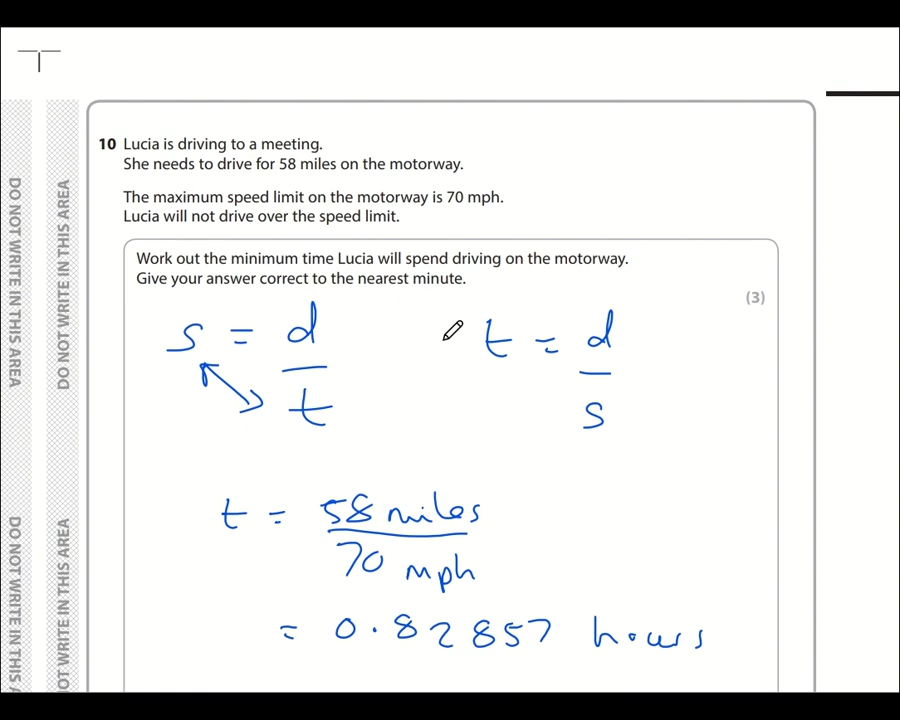 10 Lucia is driving to a meeting.
She needs to drive for 58 miles on the motorway.
The maximum speed limit on the motorway is 70 mph.
Lucia will not drive over the speed limit.
Work out the minimum time Lucia will spend driving on the motorway.
Give your answer correct to the nearest minute.
(3)
s = d
t
t = d
s
t = 58 miles
70 mph
= 0.82857 hours
DO NOT WRITE IN THIS AREA
DO NOT WRITE IN THIS AREA
DO NOT WRITE IN THIS
NOT WRITE IN THIS AREA